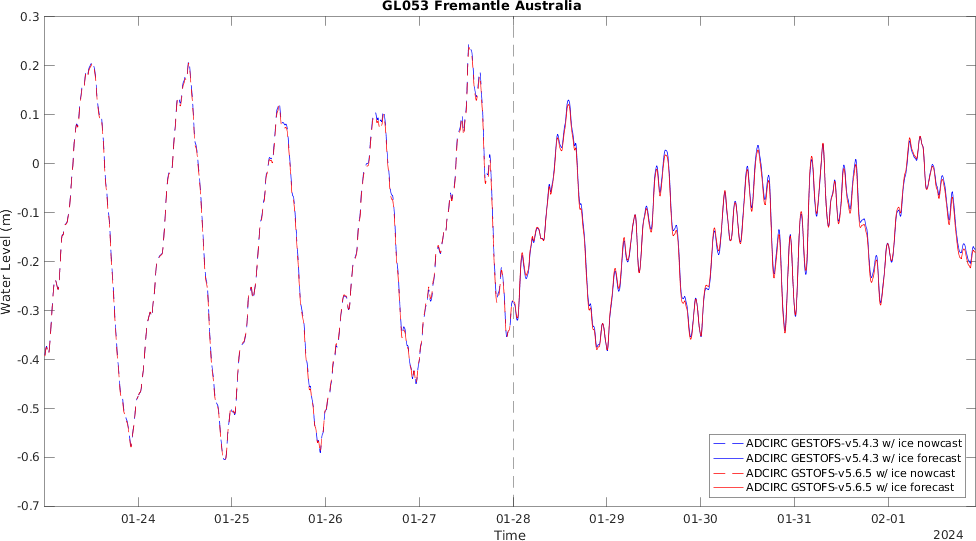 GL053 Fremantle Australia
0.3
0.2
0.1
0
-0.1
-0.2
-0.3
-0.4
-0.5
-0.6
-0.7
Water Level (m)
ADCIRC GESTOFS-v5.4.3 w/ ice nowcast
ADCIRC GESTOFS-v5.4.3 w/ ice forecast
ADCIRC GSTOFS-v5.6.5 w/ ice nowcast
ADCIRC GSTOFS-v5.6.5 w/ ice forecast
01-24 01-25 01-26 01-27 01-28 01-29 01-30 01-31 02-01
Time
2024